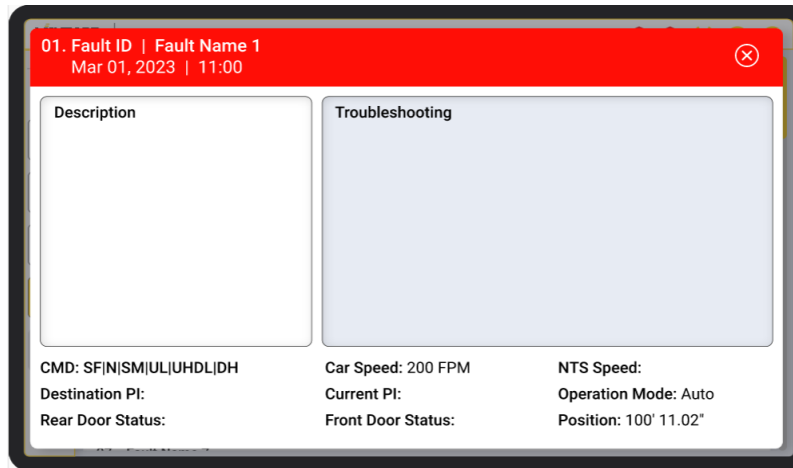 01. Fault ID | Fault Name 1
Mar 01, 2023 | 11:00
Description
Troubleshooting
CMD: SF|N|SM|UL|UHDL|DH
Car Speed: 200 FPM
NTS Speed:
Destination PI:
Current PI:
Operation Mode: Auto
Rear Door Status:
Front Door Status:
Position: 100' 11.02"